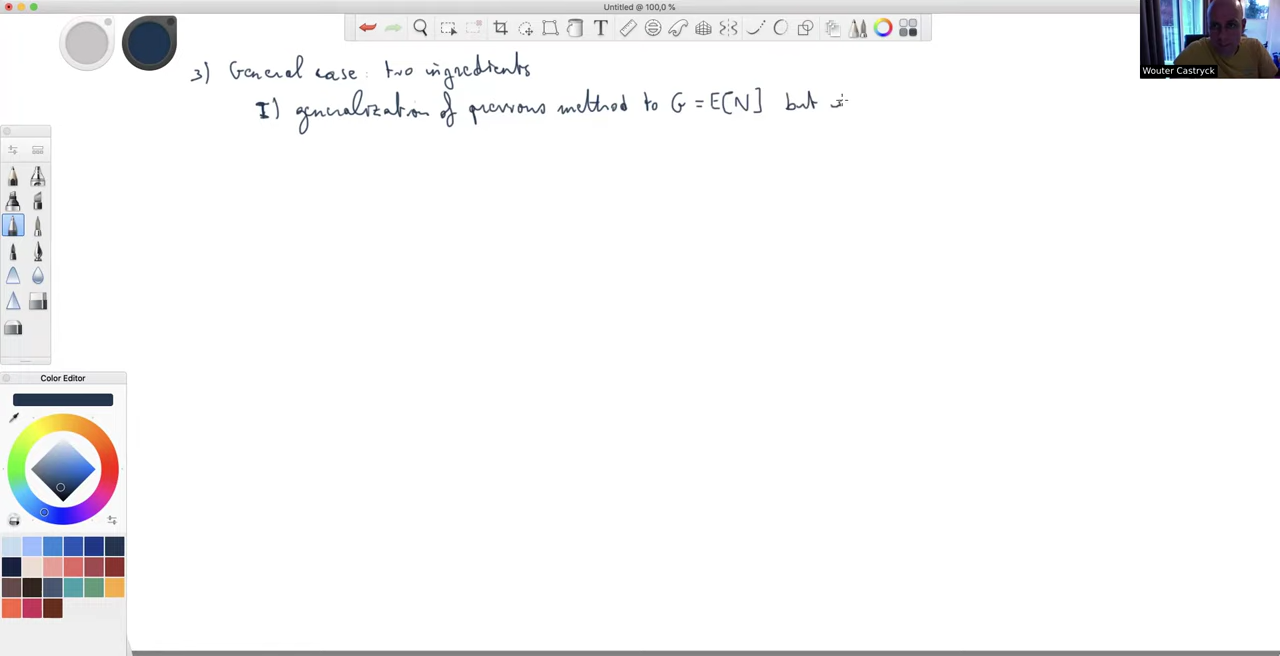 Untitled @ 100,0 %
Wouter Castryck
3) General case: two ingredients
I) generalization of previous method to G = E[N] but
Color Editor